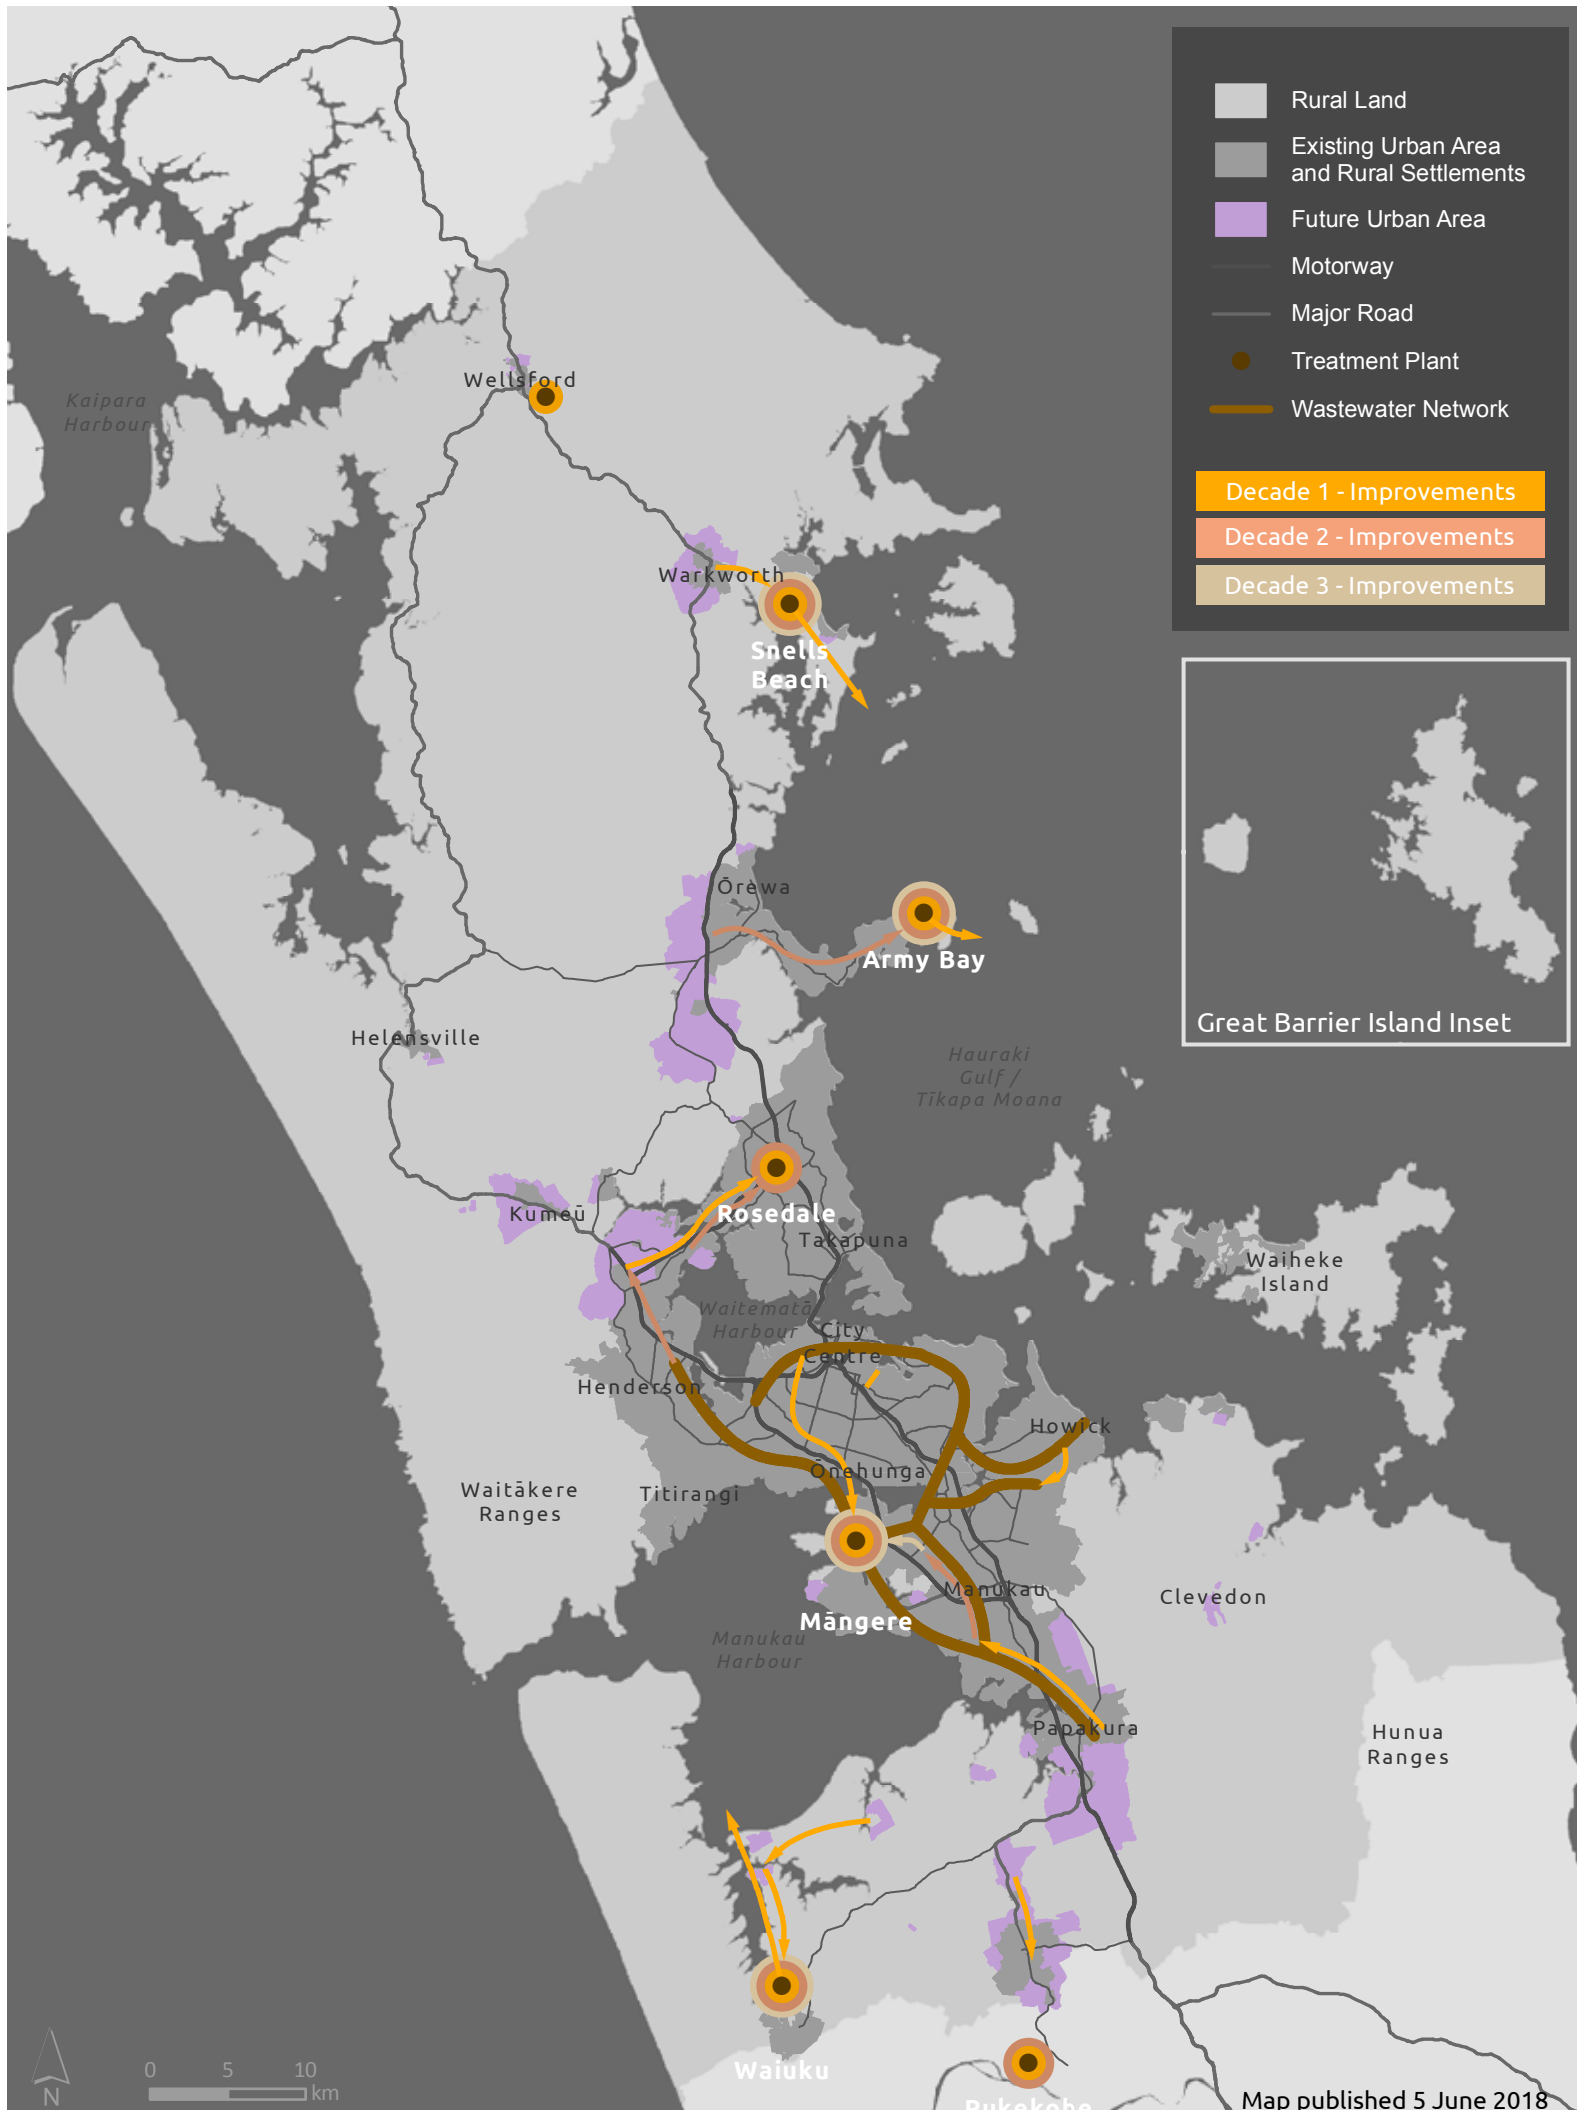 Rural Land
Existing Urban Area
and Rural Settlements
Future Urban Area
Motorway
Major Road
Treatment Plant
Wastewater Network
Decade 1 - Improvements
Decade 2 - Improvements
Decade 3 - Improvements
Wellsford
Kaipara
Harbour
Warkworth
Snells
Beach
Ōrewa
Army Bay
Great Barrier Island Inset
Helensville
Hauraki
Gulf /
Tīkapa Moana
Kumeū
Rosedale
Takapuna
Waiheke
Island
Waitematā
Harbour
City
Centre
Henderson
Howick
Ōnehunga
Titirangi
Waitākere
Ranges
Manukau
Clevedon
Māngere
Manukau
Harbour
Papakura
Hunua
Ranges
Waiuku
Pukekohe
0 5 10
km
N
Map published 5 June 2018